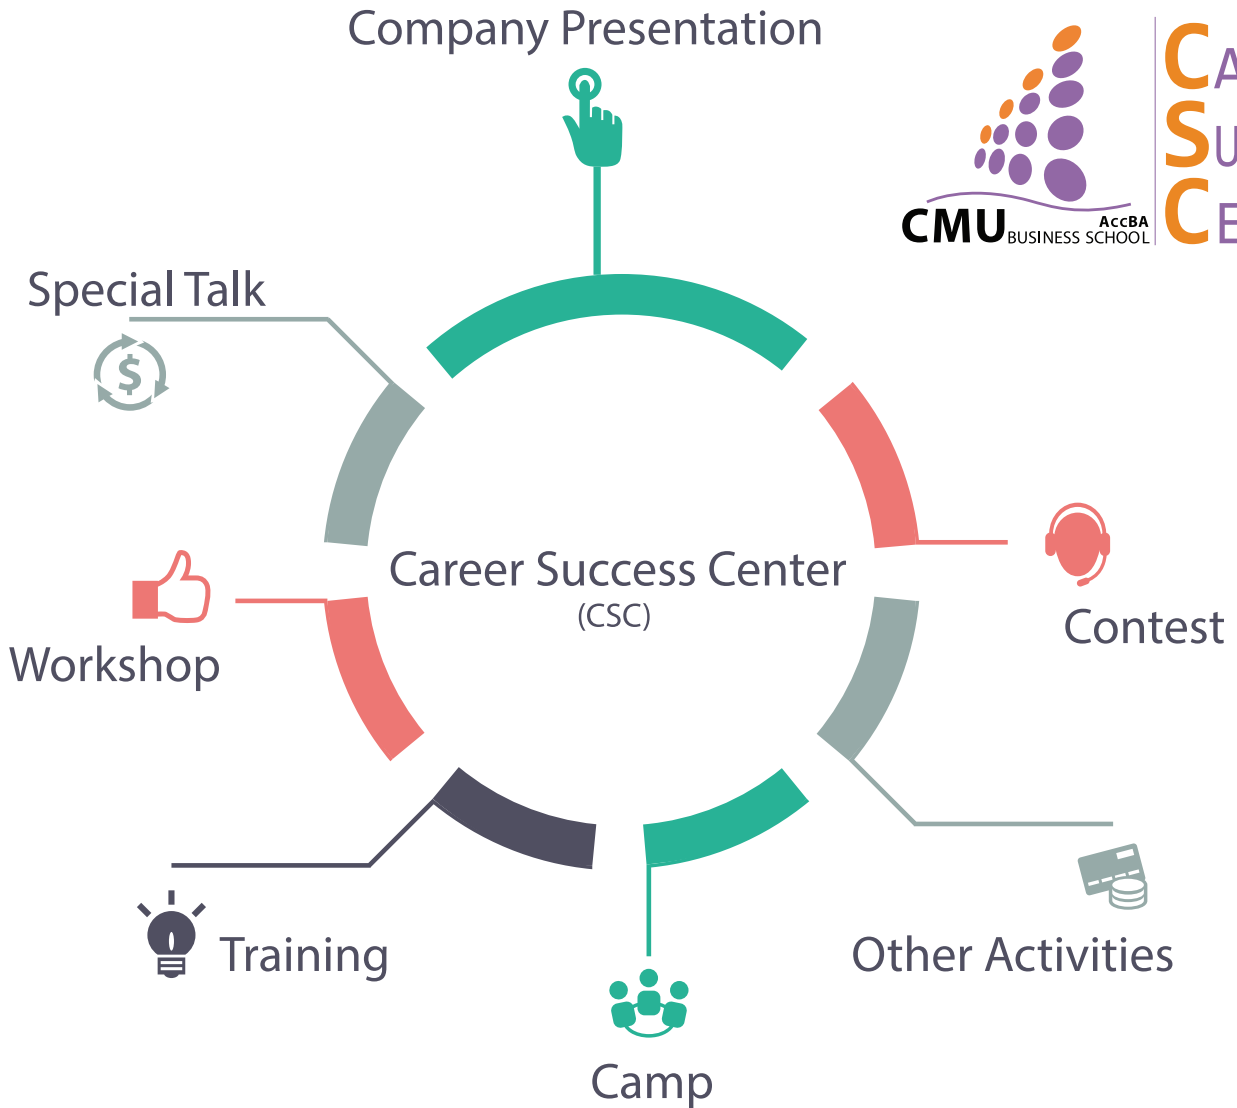 Company Presentation
CMU
AccBA
BUSINESS SCHOOL
Special Talk
$
Career Success Center
(CSC)
Contest
Workshop
Training
Other Activities
Camp